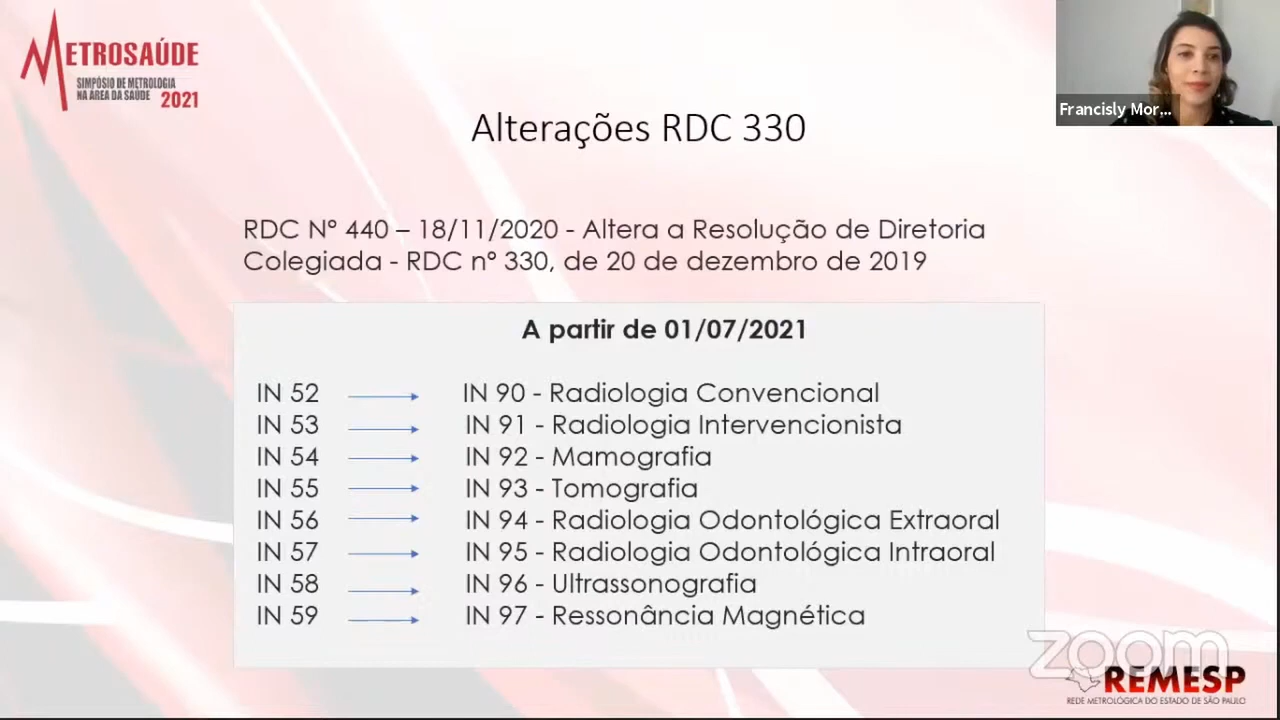 METROSAÚDE
SIMPÓSIO DE METROLOGIA
NA ÁREA DA SAÚDE 2021
Francisly Mor...
Alterações RDC 330
RDC Nº 440 – 18/11/2020 - Altera a Resolução de Diretoria
Colegiada - RDC nº 330, de 20 de dezembro de 2019
A partir de 01/07/2021
IN 52 → IN 90 - Radiologia Convencional
IN 53 → IN 91 - Radiologia Intervencionista
IN 54 → IN 92 - Mamografia
IN 55 → IN 93 - Tomografia
IN 56 → IN 94 - Radiologia Odontológica Extraoral
IN 57 → IN 95 - Radiologia Odontológica Intraoral
IN 58 → IN 96 - Ultrassonografia
IN 59 → IN 97 - Ressonância Magnética
zoom
REMESP
REDE METROLÓGICA DO ESTADO DE SÃO PAULO